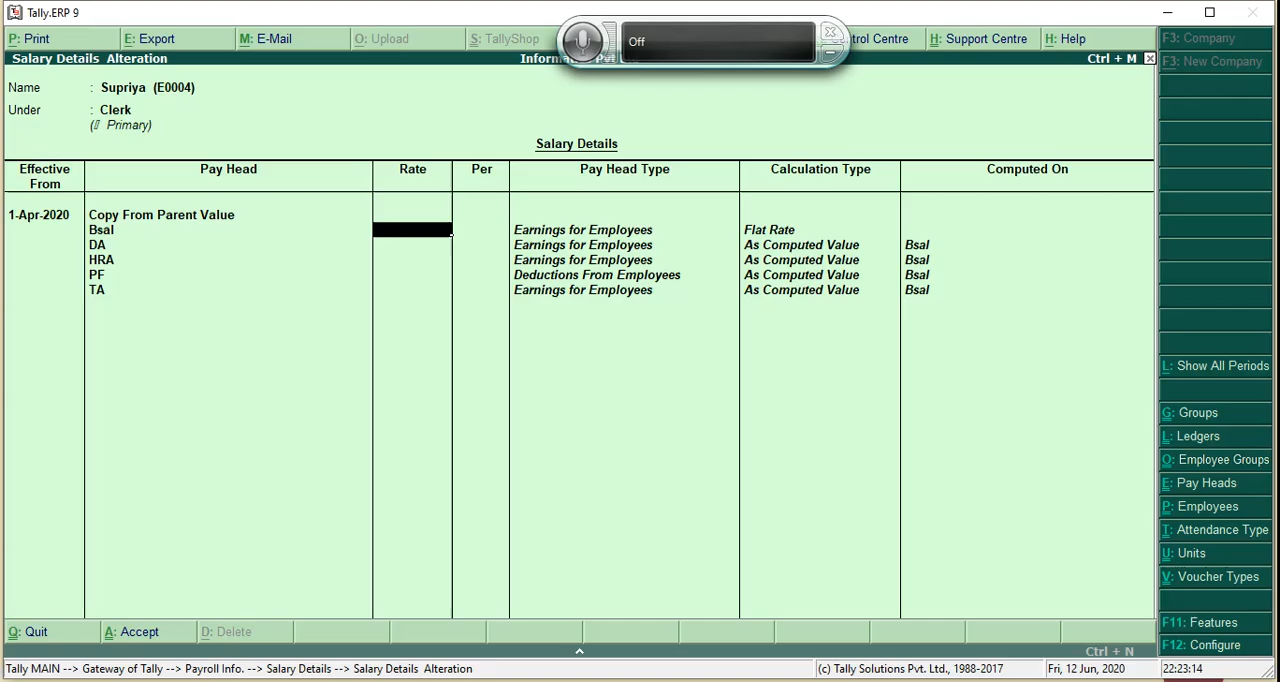 Tally.ERP 9
P: Print E: Export M: E-Mail O: Upload S: TallyShop Off ntrol Centre H: Support Centre H: Help
Salary Details Alteration Ctrl + M
Name : Supriya (E0004)
Under : Clerk
Primary)
Salary Details
Effective From Pay Head Rate Per Pay Head Type Calculation Type Computed On
1-Apr-2020 Copy From Parent Value
Bsal Earnings for Employees Flat Rate
DA Earnings for Employees As Computed Value Bsal
HRA Earnings for Employees As Computed Value Bsal
PF Deductions From Employees As Computed Value Bsal
TA Earnings for Employees As Computed Value Bsal
F3: Company
F3: New Company
L: Show All Periods
G: Groups
L: Ledgers
O: Employee Groups
E: Pay Heads
P: Employees
T: Attendance Type
U: Units
V: Voucher Types
F11: Features
F12: Configure
Q: Quit A: Accept D: Delete
Ctrl + N
Tally MAIN --> Gateway of Tally --> Payroll Info. --> Salary Details --> Salary Details Alteration (c) Tally Solutions Pvt. Ltd., 1988-2017 Fri, 12 Jun, 2020 22:23:14